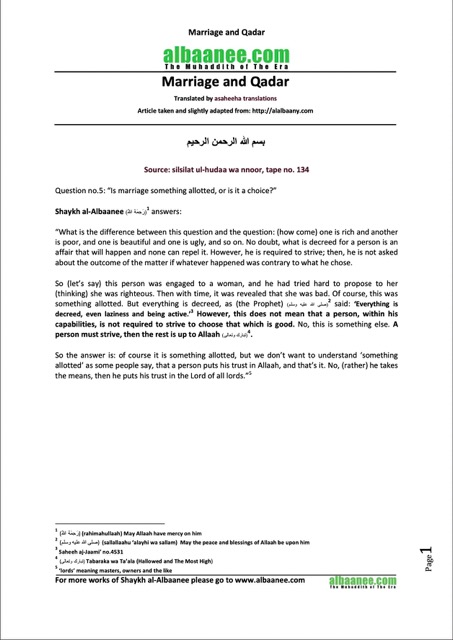 Marriage and Qadar
albaanee.com
The Muhaddith of The Era
Marriage and Qadar
Translated by asaheeha translations
Article taken and slightly adapted from: http://alalbaany.com
بسم الله الرحمن الرحيم
Source: silsilat ul-hudaa wa nnoor, tape no. 134
Question no.5: “Is marriage something allotted, or is it a choice?”
Shaykh al-Albaanee (رَحِمَهُ اللهُ)1 answers:
“What is the difference between this question and the question: (how come) one is rich and another
is poor, and one is beautiful and one is ugly, and so on. No doubt, what is decreed for a person is an
affair that will happen and none can repel it. However, he is required to strive; then, he is not asked
about the outcome of the matter if whatever happened was contrary to what he chose.
So (let’s say) this person was engaged to a woman, and he had tried hard to propose to her
(thinking) she was righteous. Then with time, it was revealed that she was bad. Of course, this was
something allotted. But everything is decreed, as (the Prophet) (صلى الله عليه وسلم)2 said: ‘Everything is
decreed, even laziness and being active.’3 However, this does not mean that a person, within his
capabilities, is not required to strive to choose that which is good. No, this is something else. A
person must strive, then the rest is up to Allaah (تبارك وتعالى)4.
So the answer is: of course it is something allotted, but we don’t want to understand ‘something
allotted’ as some people say, that a person puts his trust in Allaah, and that’s it. No, (rather) he takes
the means, then he puts his trust in the Lord of all lords.”5
1 (رَحِمَهُ اللهُ) (rahimahullaah) May Allaah have mercy on him
2 (صلى الله عليه وسلم) (sallallaahu ‘alayhi wa sallam) May the peace and blessings of Allaah be upon him
3 Saheeh aj-Jaami’ no.4531
4 (تبارك وتعالى) Tabaraka wa Ta’ala (Hallowed and The Most High)
5 ‘lords’ meaning masters, owners and the like
Page1
For more works of Shaykh al-Albaanee please go to www.albaanee.com
albaanee.com
The Muhaddith of The Era